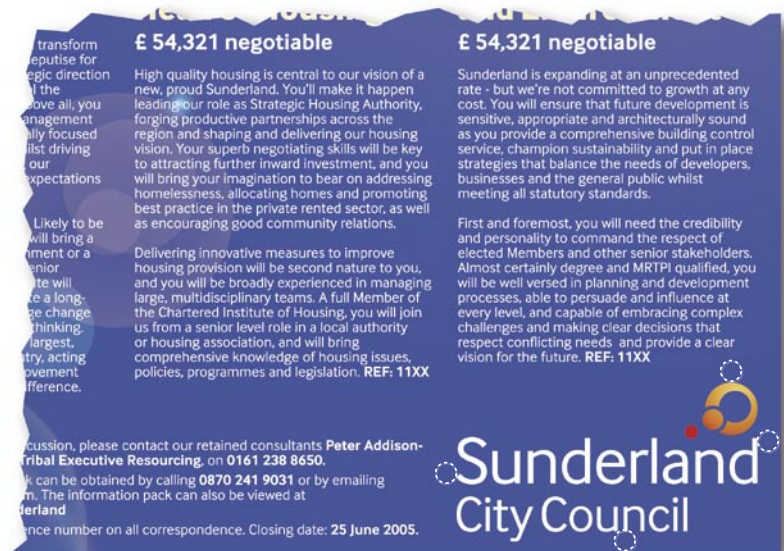 transform
deputise for
egic direction
the
ove all, you
anagement
ally focused
ilst driving
our
expectations
Likely to be
will bring a
nment or a
enior
ate will
te a long-
ge change
thinking.
largest,
try, acting
ovement
ifference.
£ 54,321 negotiable
High quality housing is central to our vision of a
new, proud Sunderland. You'll make it happen
leading our role as Strategic Housing Authority,
forging productive partnerships across the
region and shaping and delivering our housing
vision. Your superb negotiating skills will be key
to attracting further inward investment, and you
will bring your imagination to bear on addressing
homelessness, allocating homes and promoting
best practice in the private rented sector, as well
as encouraging good community relations.
Delivering innovative measures to improve
housing provision will be second nature to you,
and you will be broadly experienced in managing
large, multidisciplinary teams. A full Member of
the Chartered Institute of Housing, you will join
us from a senior level role in a local authority
or housing association, and will bring
comprehensive knowledge of housing issues,
policies, programmes and legislation. REF: 11XX
£ 54,321 negotiable
Sunderland is expanding at an unprecedented
rate - but we're not committed to growth at any
cost. You will ensure that future development is
sensitive, appropriate and architecturally sound
as you provide a comprehensive building control
service, champion sustainability and put in place
strategies that balance the needs of developers,
businesses and the general public whilst
meeting all statutory standards.
First and foremost, you will need the credibility
and personality to command the respect of
elected Members and other senior stakeholders.
Almost certainly degree and MRTPI qualified, you
will be well versed in planning and development
processes, able to persuade and influence at
every level, and capable of embracing complex
challenges and making clear decisions that
respect conflicting needs and provide a clear
vision for the future. REF: 11XX
cussion, please contact our retained consultants Peter Addison-
Tribal Executive Resourcing, on 0161 238 8650.
k can be obtained by calling 0870 241 9031 or by emailing
m. The information pack can also be viewed at
derland
ence number on all correspondence. Closing date: 25 June 2005.
Sunderland
City Council